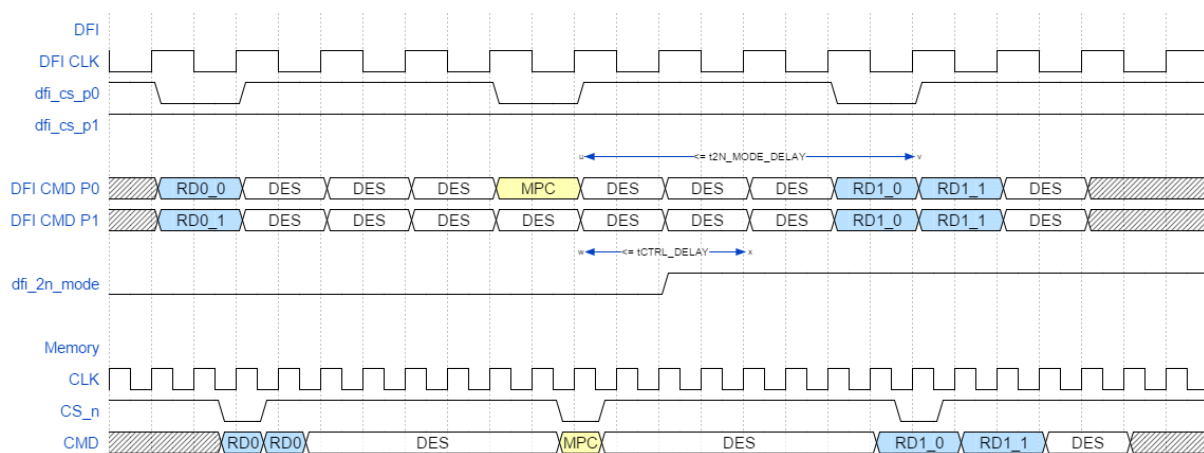 DFI
DFI CLK
dfi_cs_p0
dfi_cs_p1
u <= t2N_MODE_DELAY v
DFI CMD P0 RD0_0 DES DES DES MPC DES DES DES RD1_0 RD1_1 DES
DFI CMD P1 RD0_1 DES DES DES DES DES DES DES RD1_0 RD1_1 DES
w <= tCTRL_DELAY x
dfi_2n_mode
Memory
CLK
CS_n
CMD RD0 RD0 DES MPC DES RD1_0 RD1_1 DES